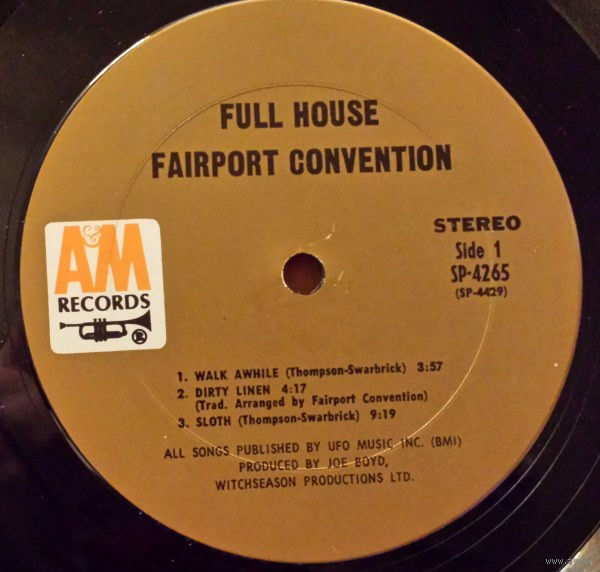 FULL HOUSE
FAIRPORT CONVENTION
STEREO
Side 1
SP-4265
(SP-4429)
A&M
RECORDS
®
1. WALK AWHILE (Thompson-Swarbrick) 3:57
2. DIRTY LINEN 4:17
(Trad. Arranged by Fairport Convention)
3. SLOTH (Thompson-Swarbrick) 9:19
ALL SONGS PUBLISHED BY UFO MUSIC, INC. (BMI)
PRODUCED BY JOE BOYD,
WITCHSEASON PRODUCTIONS LTD.